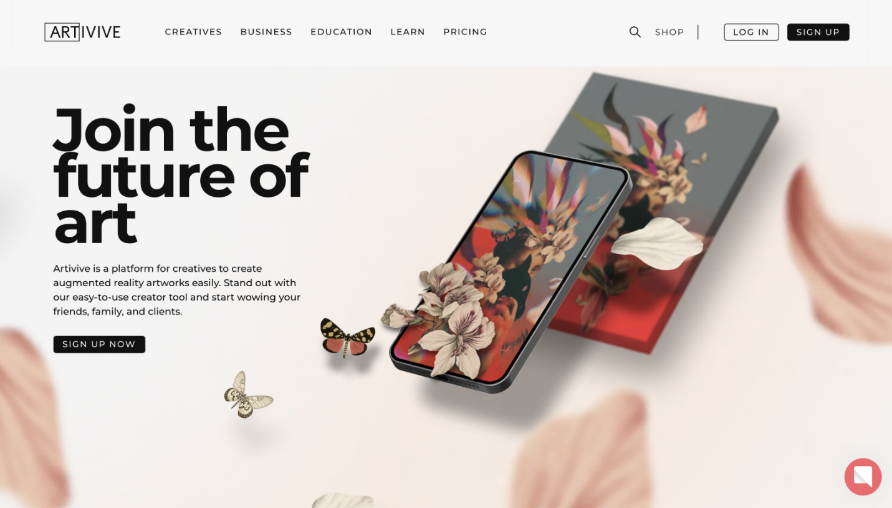 ARTIVIVE
CREATIVES BUSINESS EDUCATION LEARN PRICING
SHOP
LOG IN
SIGN UP
Join the
future of
art
Artivive is a platform for creatives to create
augmented reality artworks easily. Stand out with
our easy-to-use creator tool and start wowing your
friends, family, and clients.
SIGN UP NOW